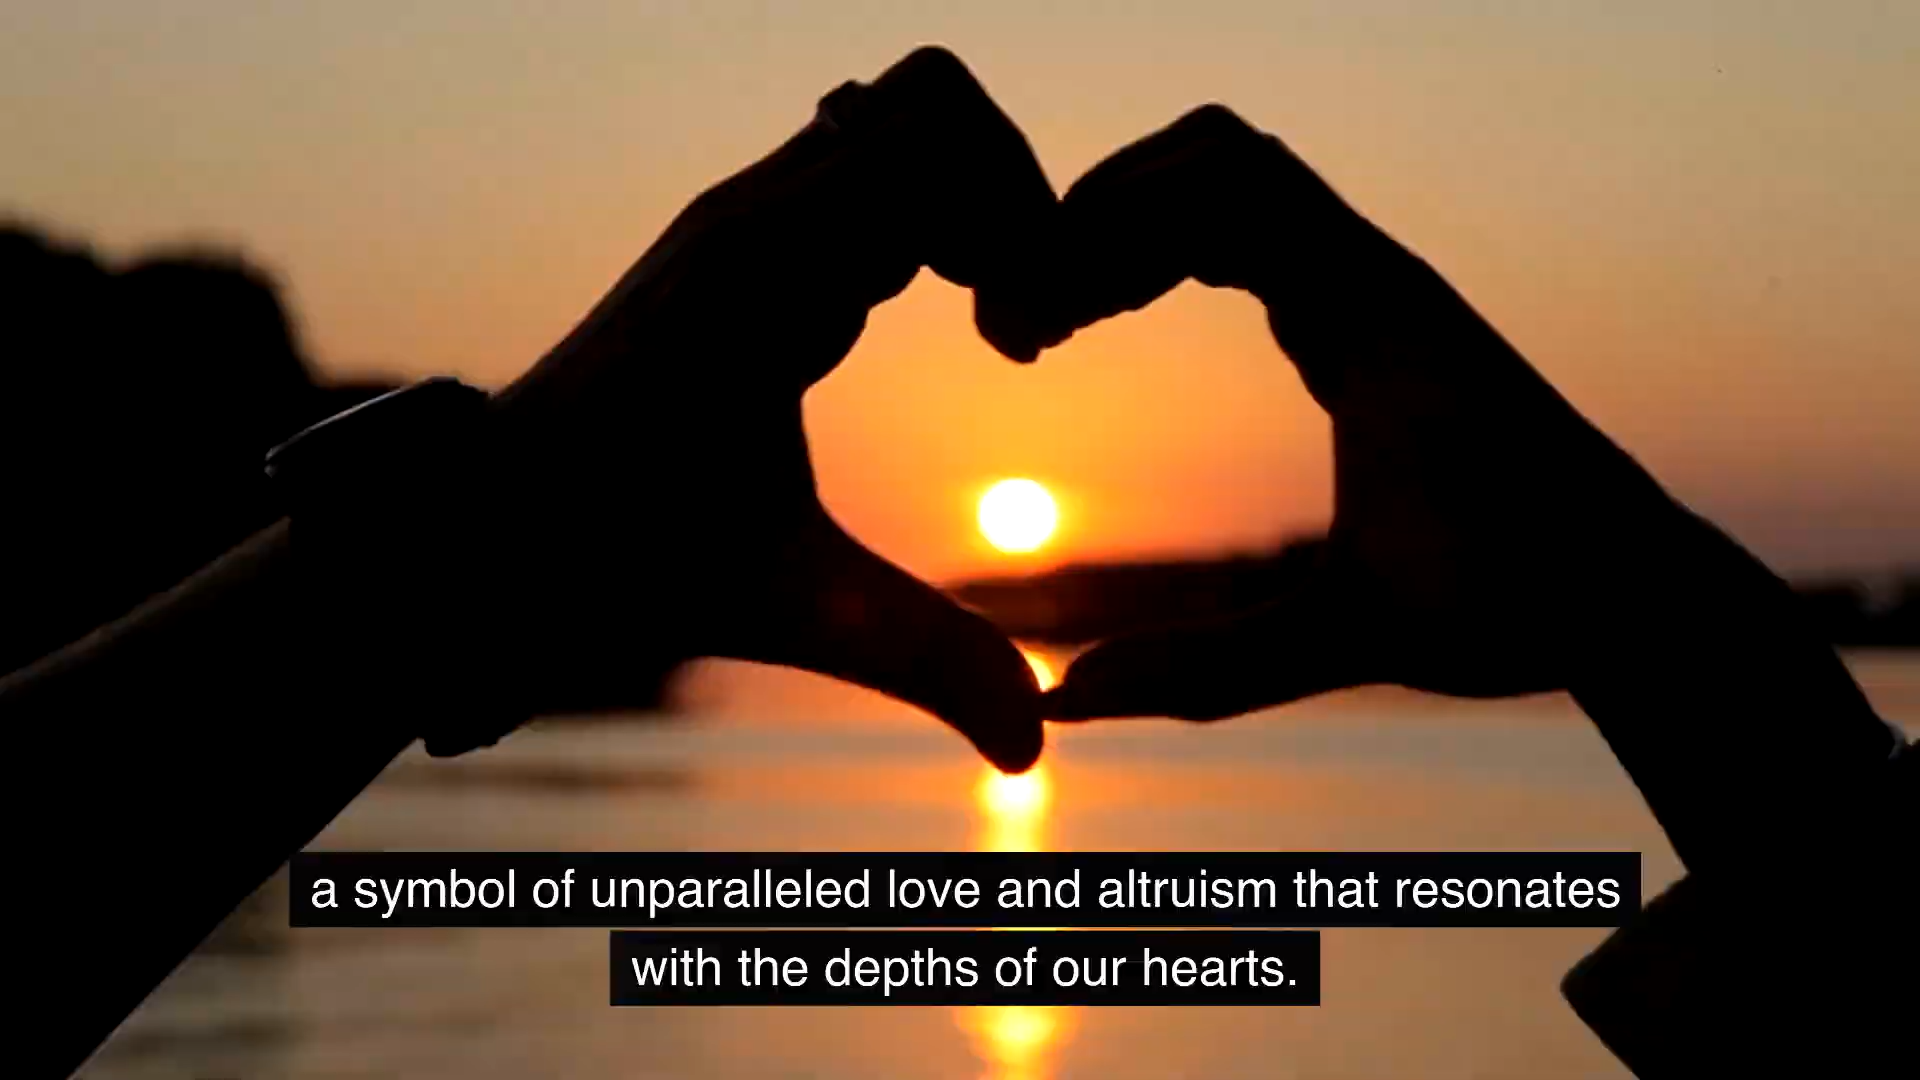 a symbol of unparalleled love and altruism that resonates
with the depths of our hearts.